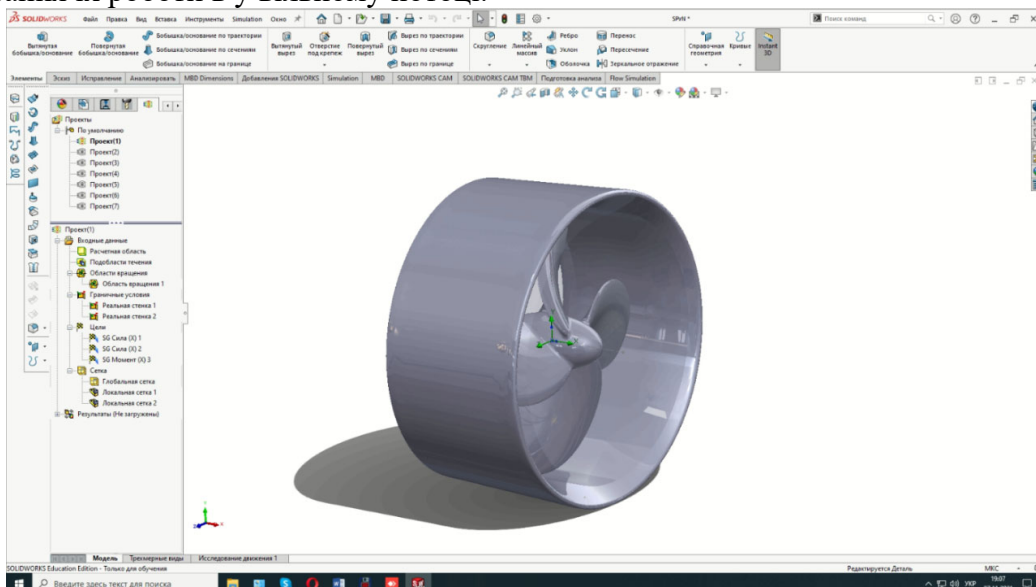 SOLIDWORKS Файл Правка Вид Вставка Инструменты Simulation Окно SPVN * Поиск команд
Вытянутая бобышка/основание
Повернутая бобышка/основание
Бобышка/основание по траектории
Бобышка/основание по сечениям
Бобышка/основание на границе
Вытянутый вырез
Отверстие под крепеж
Повернутый вырез
Вырез по траектории
Вырез по сечениям
Вырез по границе
Скругление
Линейный массив
Ребро
Уклон
Оболочка
Перенос
Пересечение
Зеркальное отражение
Справочная геометрия
Кривые
Instant 3D
Элементы Эскиз Исправление Анализировать MBD Dimensions Добавления SOLIDWORKS Simulation MBD SOLIDWORKS CAM SOLIDWORKS CAM TBM Подготовка анализа Flow Simulation
Проекты
По умолчанию
Проект(1)
Проект(2)
Проект(3)
Проект(4)
Проект(5)
Проект(6)
Проект(7)
Проект(1)
Входные данные
Расчетная область
Подобласти течения
Области вращения
Область вращения 1
Граничные условия
Реальная стенка 1
Реальная стенка 2
Цели
SG Сила (X) 1
SG Сила (X) 2
SG Момент (X) 3
Сетка
Глобальная сетка
Локальная сетка 1
Локальная сетка 2
Результаты (Не загружены)
Модель Трехмерные виды Исследование движения 1
SOLIDWORKS Education Edition - Только для обучения Редактируется Деталь МКС
Введите здесь текст для поиска УКР 19:07